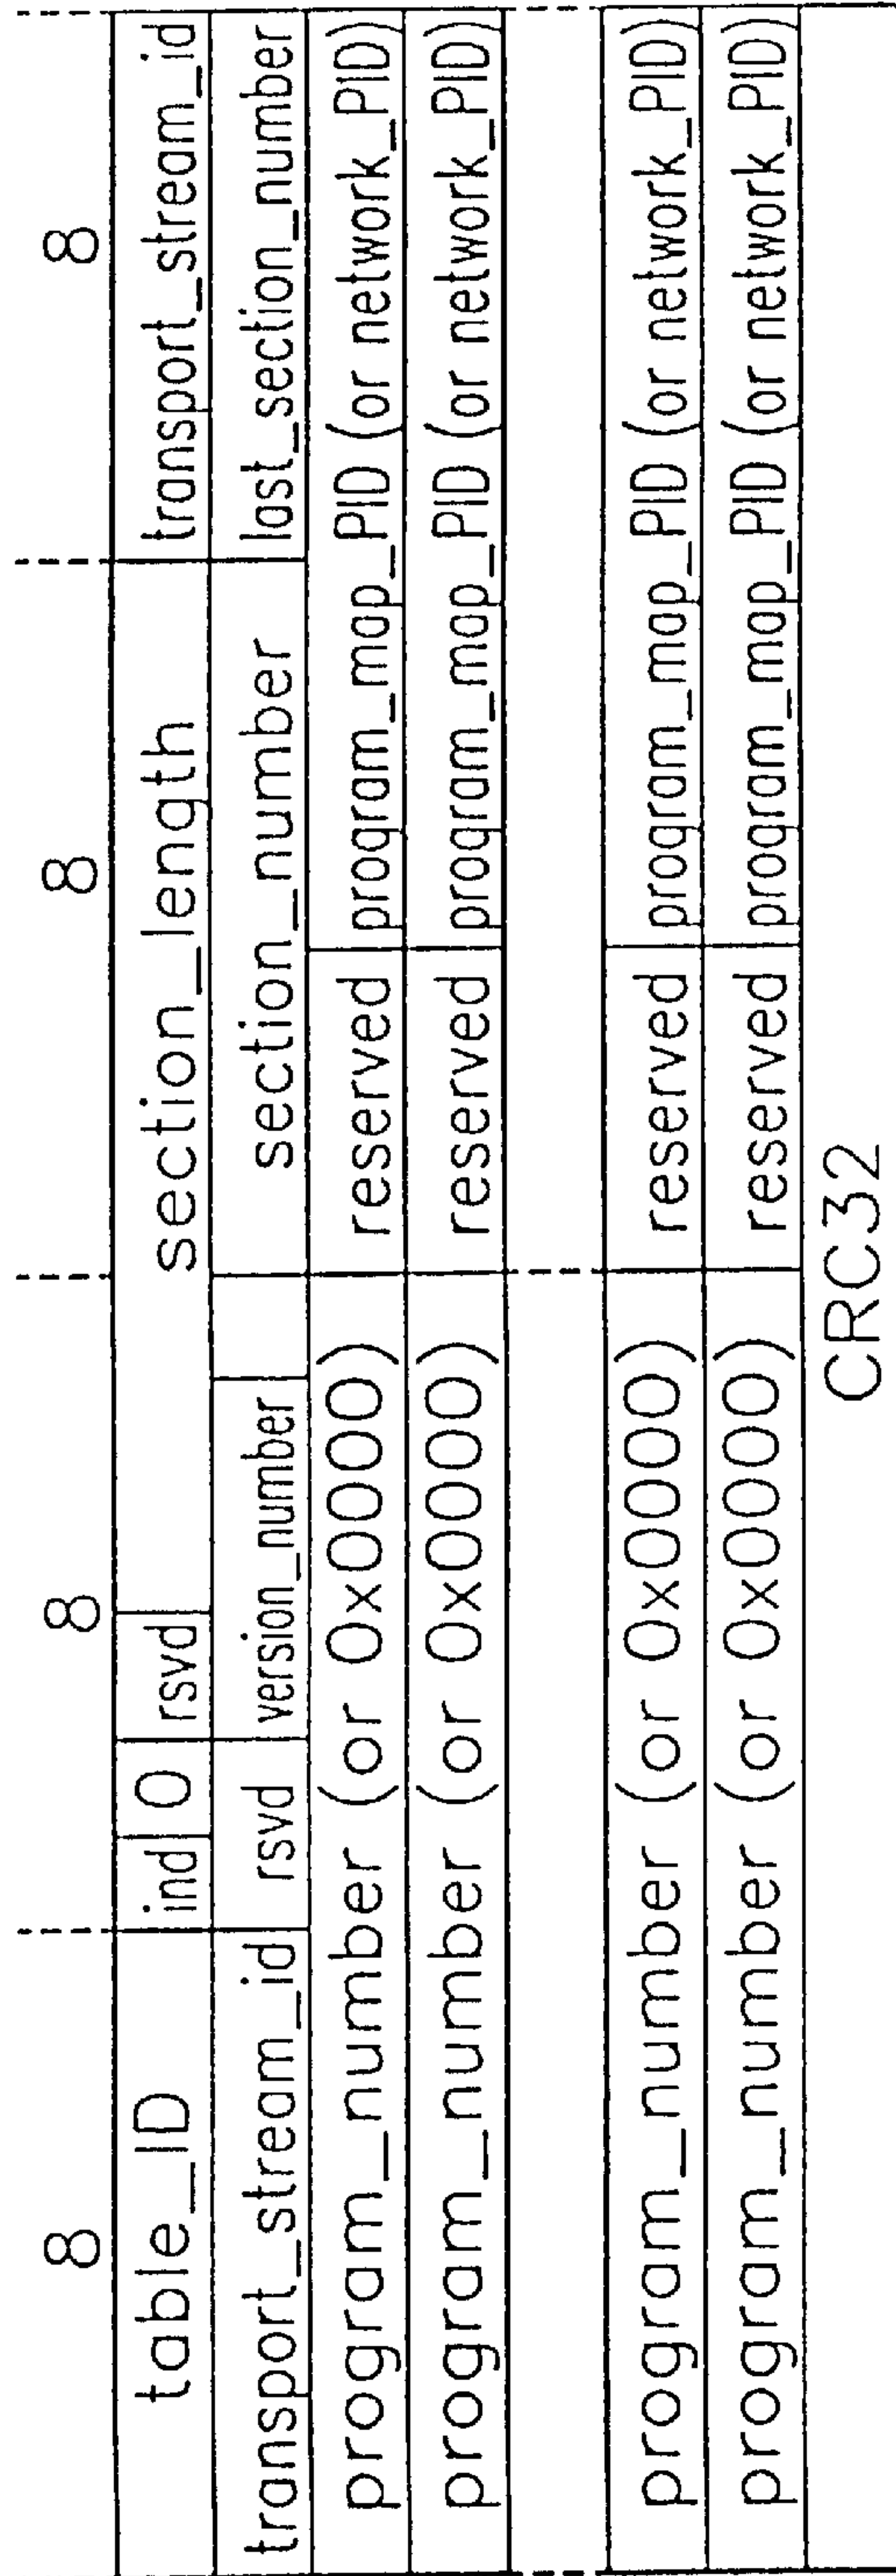 8 8 8 8
table_ID ind 0 rsvd section_length transport_stream_id
transport_stream_id rsvd version_number section_number last_section_number
program_number (or 0x0000) reserved program_map_PID (or network_PID)
program_number (or 0x0000) reserved program_map_PID (or network_PID)
program_number (or 0x0000) reserved program_map_PID (or network_PID)
program_number (or 0x0000) reserved program_map_PID (or network_PID)
CRC32